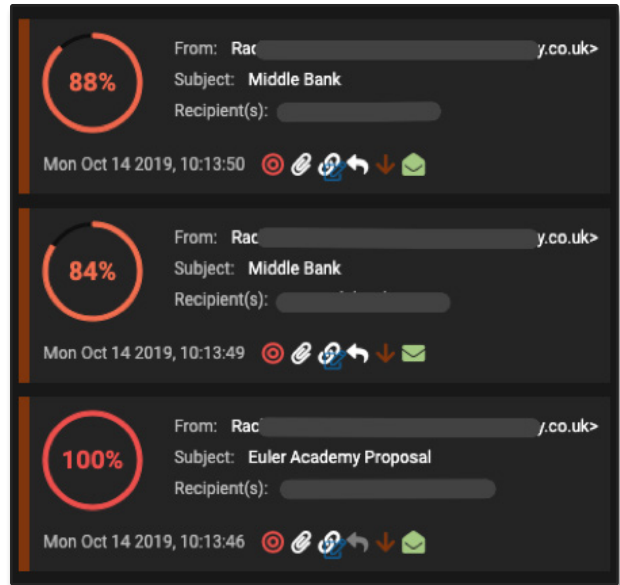 88%
From: Rac y.co.uk>
Subject: Middle Bank
Recipient(s):
Mon Oct 14 2019, 10:13:50
84%
From: Rac y.co.uk>
Subject: Middle Bank
Recipient(s):
Mon Oct 14 2019, 10:13:49
100%
From: Rac y.co.uk>
Subject: Euler Academy Proposal
Recipient(s):
Mon Oct 14 2019, 10:13:46